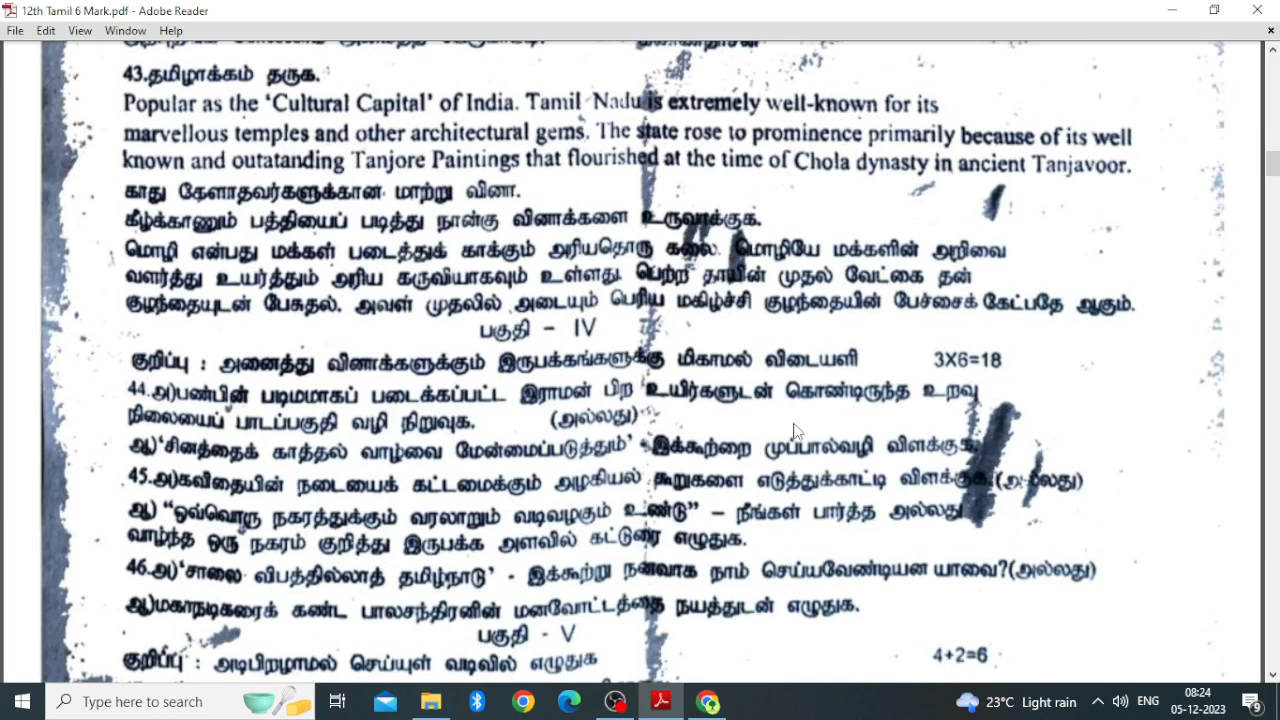 12th Tamil 6 Mark.pdf - Adobe Reader
File Edit View Window Help
43.தமிழாக்கம் தருக.
Popular as the 'Cultural Capital' of India. Tamil Nadu is extremely well-known for its
marvellous temples and other architectural gems. The state rose to prominence primarily because of its well
known and outatanding Tanjore Paintings that flourished at the time of Chola dynasty in ancient Tanjavoor.
காது கேளாதவர்களுக்கான மாற்று வினா.
கீழ்க்காணும் பத்தியைப் படித்து நான்கு வினாக்களை உருவாக்குக.
மொழி என்பது மக்கள் படைத்துக் காக்கும் அரியதொரு கலை. மொழியே மக்களின் அறிவை
வளர்த்து உயர்த்தும் அரிய கருவியாகவும் உள்ளது. பெற்ற தாயின் முதல் வேட்கை தன்
குழந்தையுடன் பேசுதல். அவள் முதலில் அடையும் பெரிய மகிழ்ச்சி குழந்தையின் பேச்சைக் கேட்பதே ஆகும்.
பகுதி - IV
குறிப்பு : அனைத்து வினாக்களுக்கும் இருபக்கங்களுக்கு மிகாமல் விடையளி 3X6=18
44.அ)பண்பின் படிமமாகப் படைக்கப்பட்ட இராமன் பிற உயிர்களுடன் கொண்டிருந்த உறவு
நிலையைப் பாடப்பகுதி வழி நிறுவுக. (அல்லது)
ஆ)'சினத்தைக் காத்தல் வாழ்வை மேன்மைப்படுத்தும்' - இக்கூற்றை முப்பால்வழி விளக்குக.
45.அ)கவிதையின் நடையைக் கட்டமைக்கும் அழகியல் கூறுகளை எடுத்துக்காட்டி விளக்குக.(அல்லது)
ஆ) "ஒவ்வொரு நகரத்துக்கும் வரலாறும் வடிவழகும் உண்டு" – நீங்கள் பார்த்த அல்லது
வாழ்ந்த ஒரு நகரம் குறித்து இருபக்க அளவில் கட்டுரை எழுதுக.
46.அ)'சாலை விபத்தில்லாத் தமிழ்நாடு' - இக்கூற்று நனவாக நாம் செய்யவேண்டியன யாவை?(அல்லது)
ஆ)மகாநடிகரைக் கண்ட பாலசந்திரனின் மனவோட்டத்தை நயத்துடன் எழுதுக.
பகுதி - V
குறிப்பு : அடிபிறழாமல் செய்யுள் வடிவில் எழுதுக 4+2=6
Type here to search 23°C Light rain ENG 08:24
05-12-2023 9